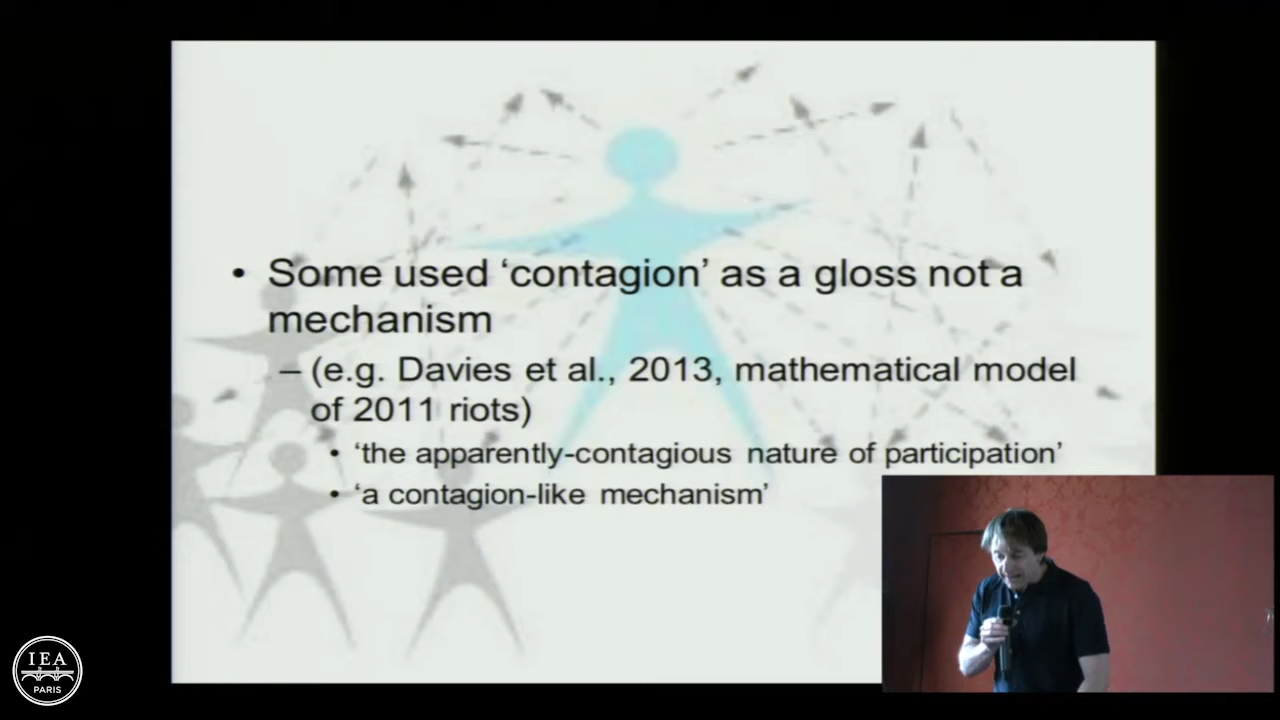 • Some used ‘contagion’ as a gloss not a
mechanism
– (e.g. Davies et al., 2013, mathematical model
of 2011 riots)
• ‘the apparently-contagious nature of participation’
• ‘a contagion-like mechanism’
IEA
PARIS